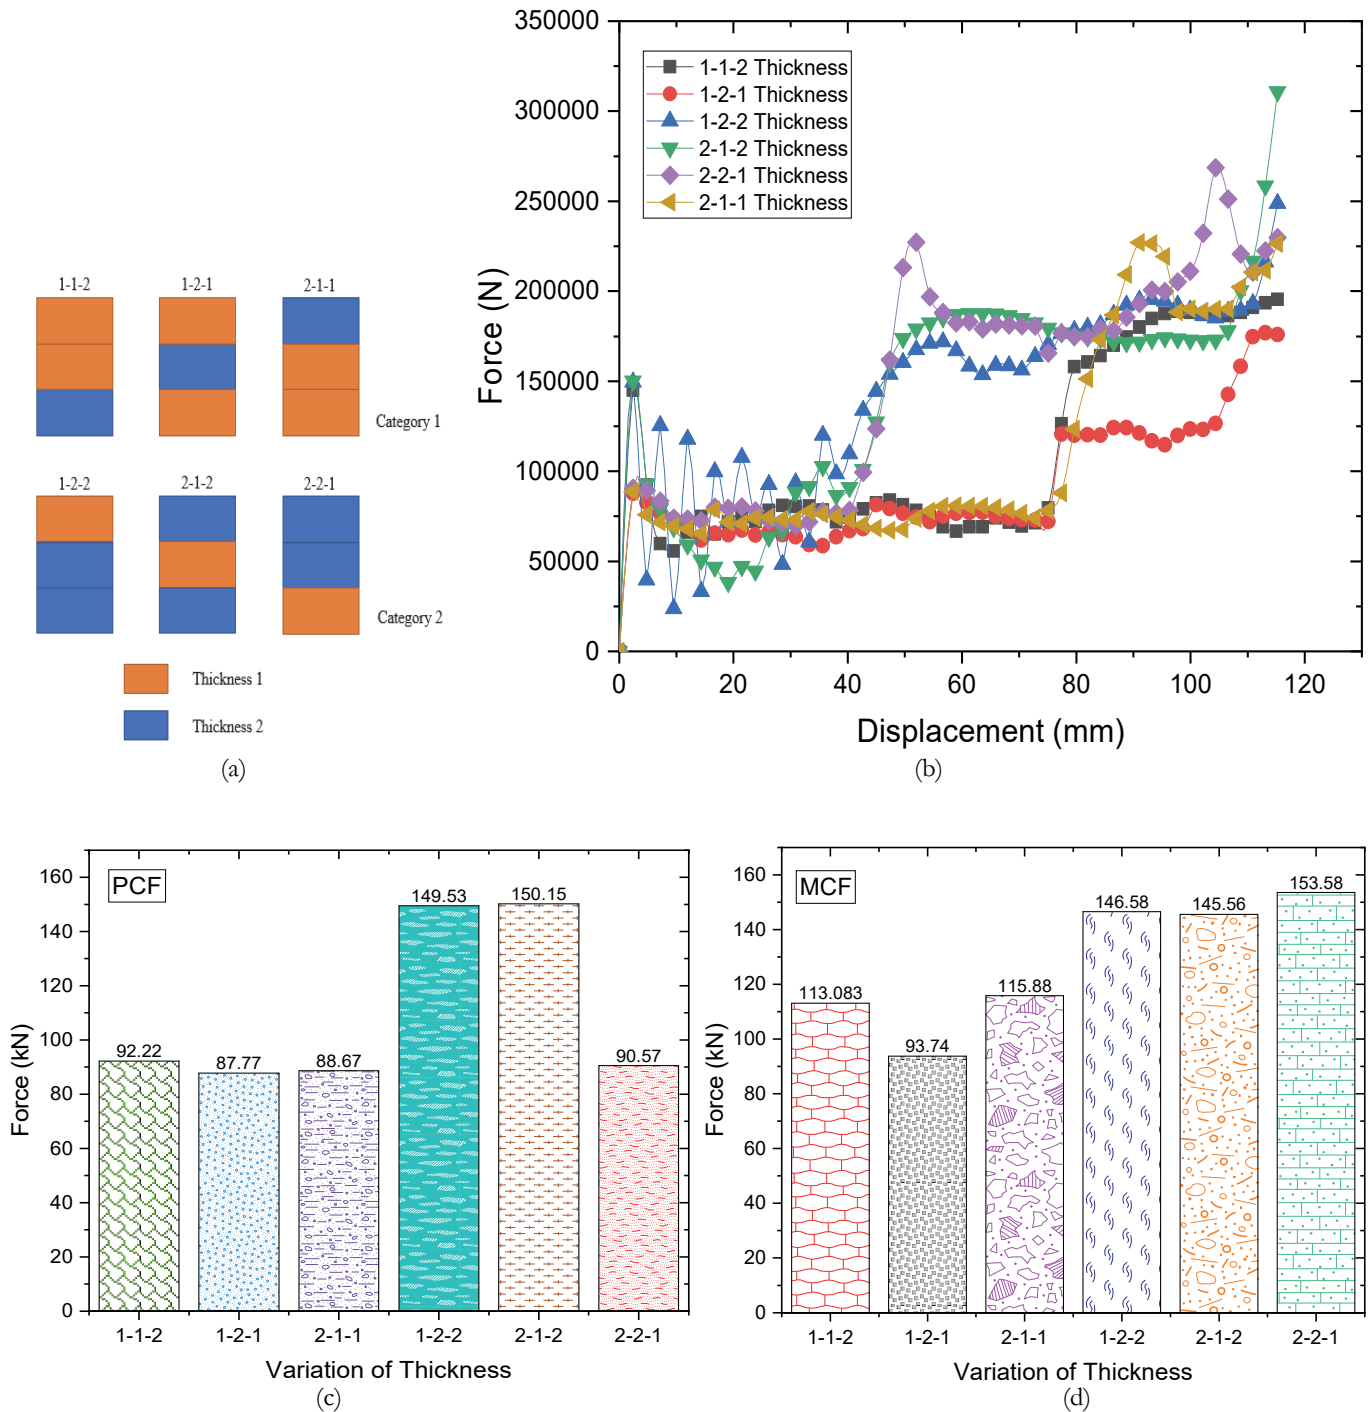 1-1-2 1-2-1 2-1-1
Category 1
1-2-2 2-1-2 2-2-1
Category 2
Thickness 1
Thickness 2
(a)
350000
300000
250000
200000
150000
100000
50000
0
Force (N)
1-1-2 Thickness
1-2-1 Thickness
1-2-2 Thickness
2-1-2 Thickness
2-2-1 Thickness
2-1-1 Thickness
0 20 40 60 80 100 120
Displacement (mm)
(b)
PCF
160
140
120
100
80
60
40
20
0
Force (kN)
92.22 87.77 88.67 149.53 150.15 90.57
1-1-2 1-2-1 2-1-1 1-2-2 2-1-2 2-2-1
Variation of Thickness
(c)
MCF
160
140
120
100
80
60
40
20
0
Force (kN)
113.083 93.74 115.88 146.58 145.56 153.58
1-1-2 1-2-1 2-1-1 1-2-2 2-1-2 2-2-1
Variation of Thickness
(d)